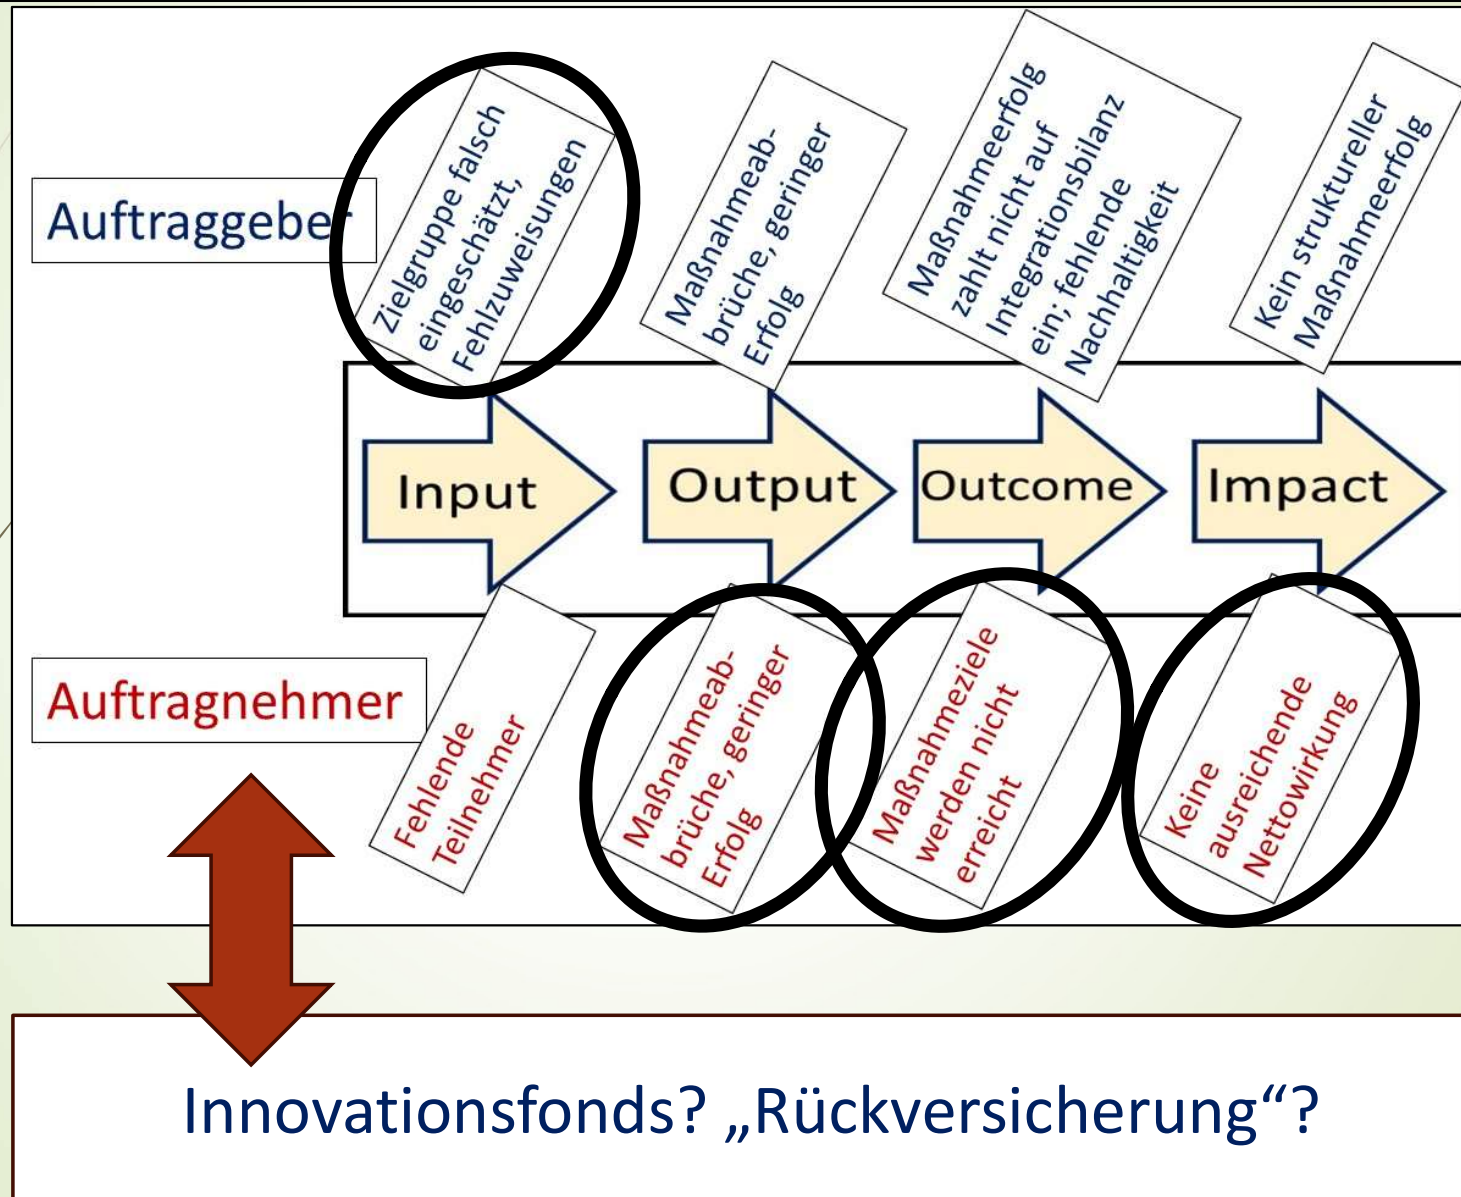 Auftraggeber
Zielgruppe falsch
eingeschätzt,
Fehlzuweisungen
Maßnahmeab-
brüche, geringer
Erfolg
Maßnahmeerfolg
zahlt nicht auf
Integrationsbilanz
ein; fehlende
Nachhaltigkeit
Kein struktureller
Maßnahmeerfolg
Input
Output
Outcome
Impact
Auftragnehmer
Fehlende
Teilnehmer
Maßnahmeab-
brüche, geringer
Erfolg
Maßnahmeziele
werden nicht
erreicht
Keine
ausreichende
Nettowirkung
Innovationsfonds? „Rückversicherung“?